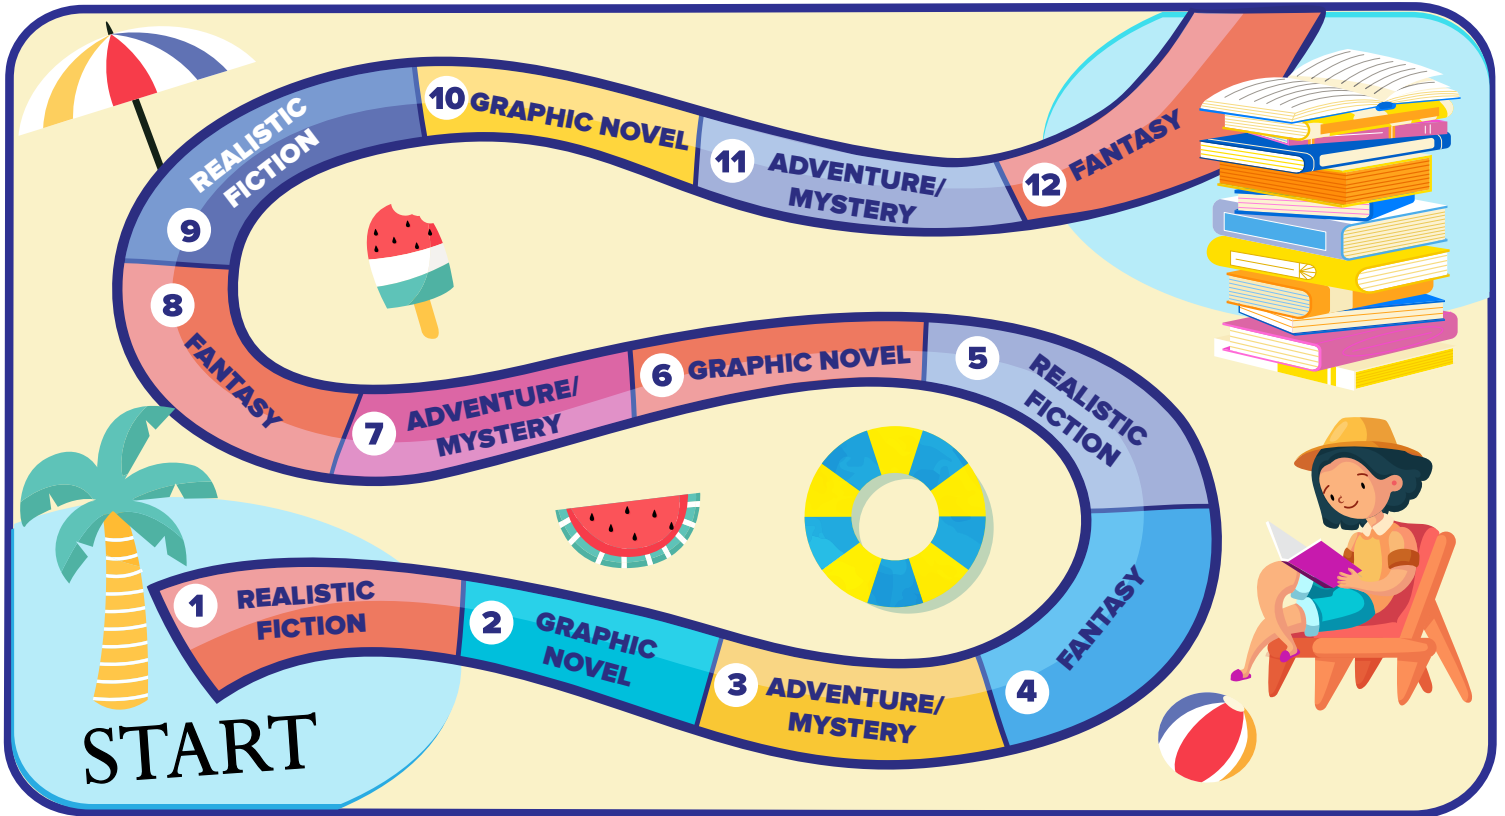 START
1
REALISTIC
FICTION
2
GRAPHIC
NOVEL
3
ADVENTURE/
MYSTERY
4
FANTASY
5
REALISTIC
FICTION
6
GRAPHIC NOVEL
7
ADVENTURE/
MYSTERY
8
FANTASY
9
REALISTIC
FICTION
10
GRAPHIC NOVEL
11
ADVENTURE/
MYSTERY
12
FANTASY